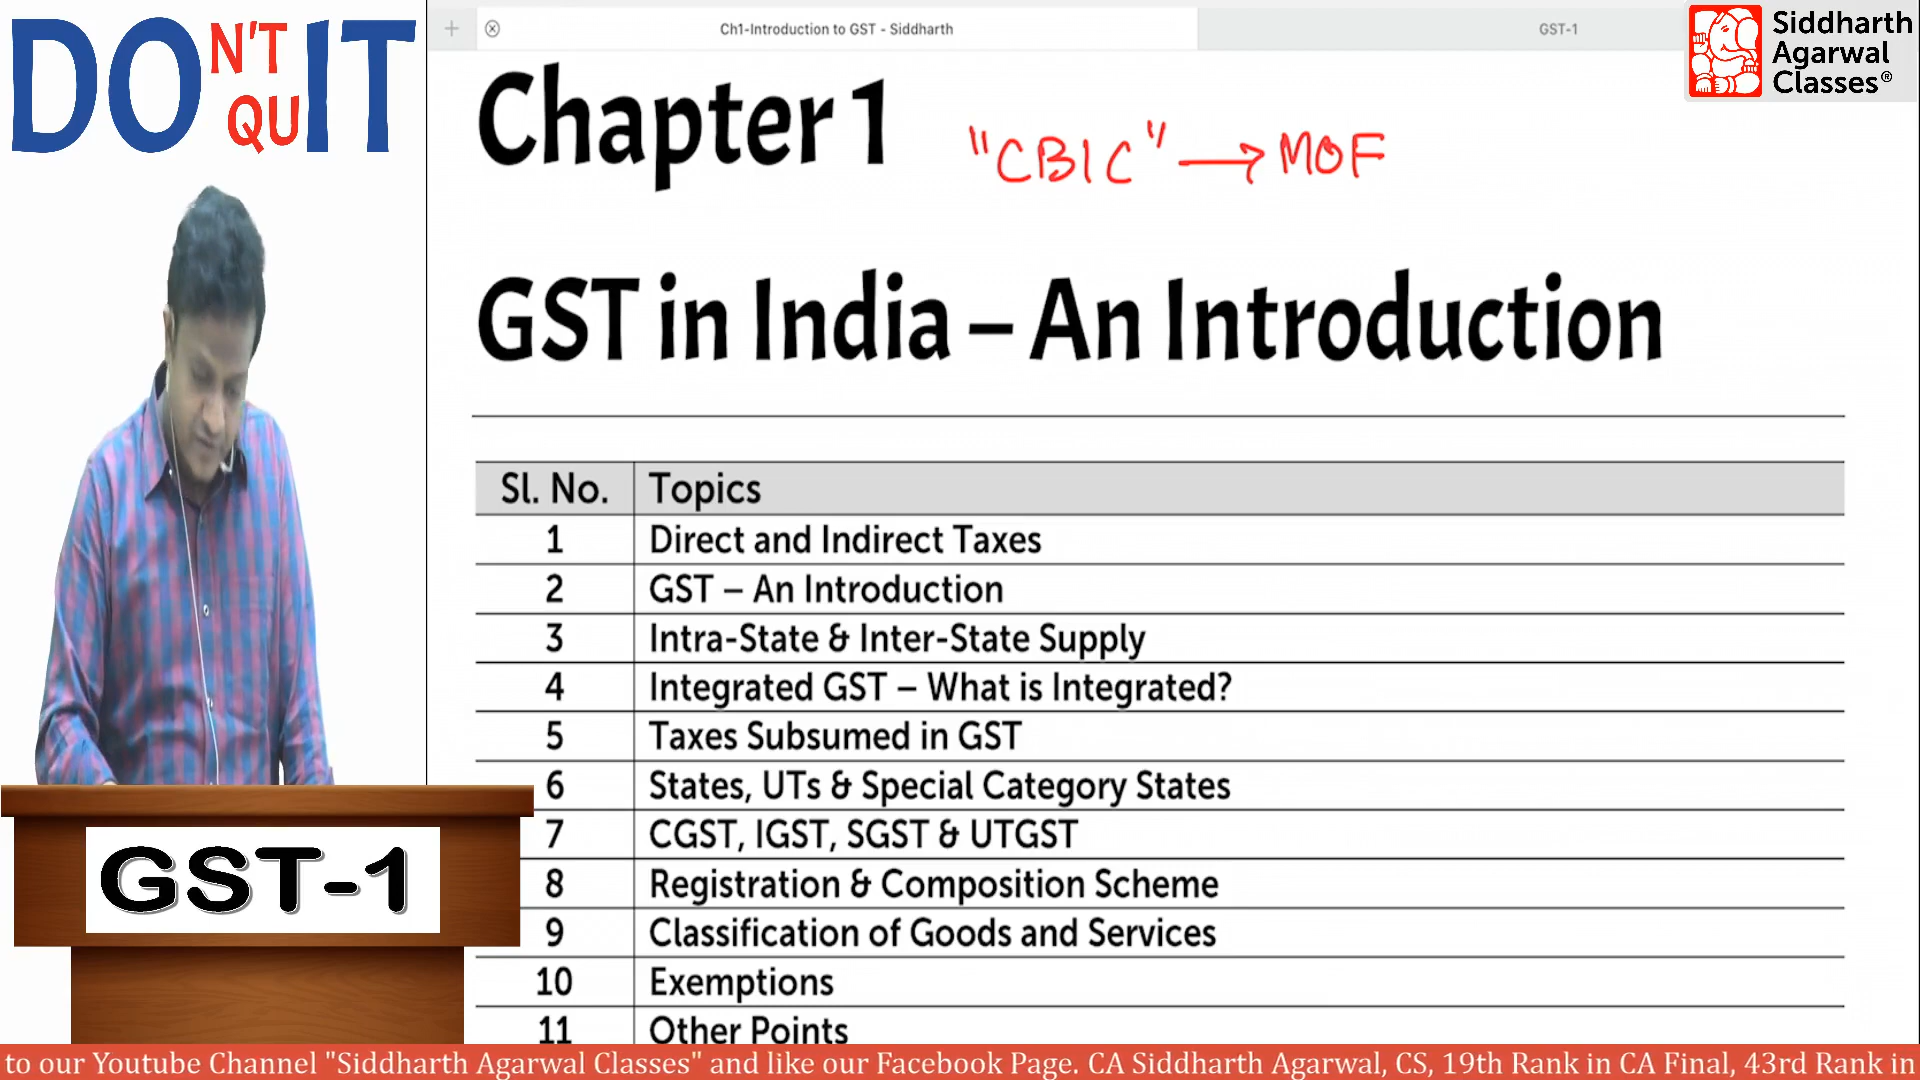 DON'T QUIT
Ch1-Introduction to GST - Siddharth
GST-1
Siddharth
Agarwal
Classes®
Chapter 1
"CBIC" → MOF
GST in India – An Introduction
Sl. No. Topics
1 Direct and Indirect Taxes
2 GST – An Introduction
3 Intra-State & Inter-State Supply
4 Integrated GST – What is Integrated?
5 Taxes Subsumed in GST
6 States, UTs & Special Category States
7 CGST, IGST, SGST & UTGST
8 Registration & Composition Scheme
9 Classification of Goods and Services
10 Exemptions
11 Other Points
GST-1
to our Youtube Channel "Siddharth Agarwal Classes" and like our Facebook Page. CA Siddharth Agarwal, CS, 19th Rank in CA Final, 43rd Rank in